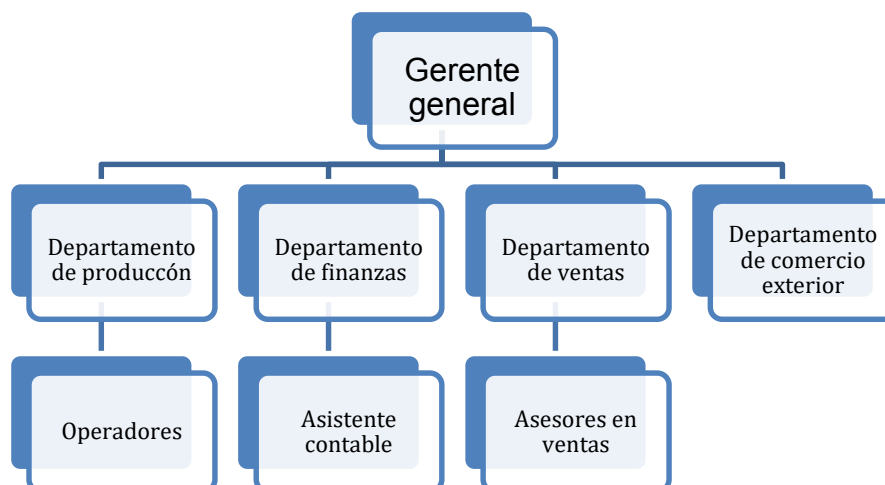 Gerente
general
Departamento
de produccón
Departamento
de finanzas
Departamento
de ventas
Departamento
de comercio
exterior
Operadores
Asistente
contable
Asesores en
ventas